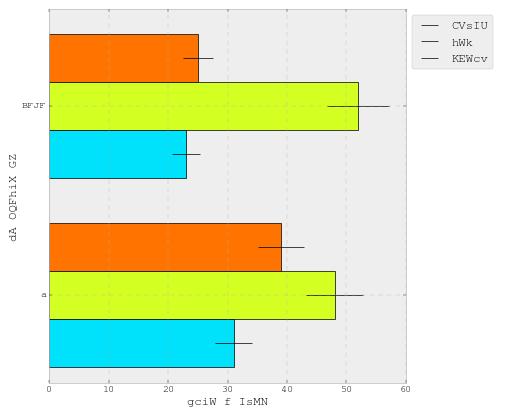 CVsIU
hWk
KEWcv
BFJF
a
dA OQFhiX GZ
0 10 20 30 40 50 60
gciW f IsMN